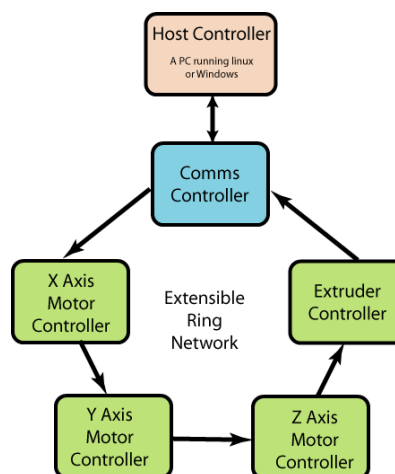 Host Controller
A PC running linux
or Windows
Comms
Controller
X Axis
Motor
Controller
Extensible
Ring
Network
Extruder
Controller
Y Axis
Motor
Controller
Z Axis
Motor
Controller